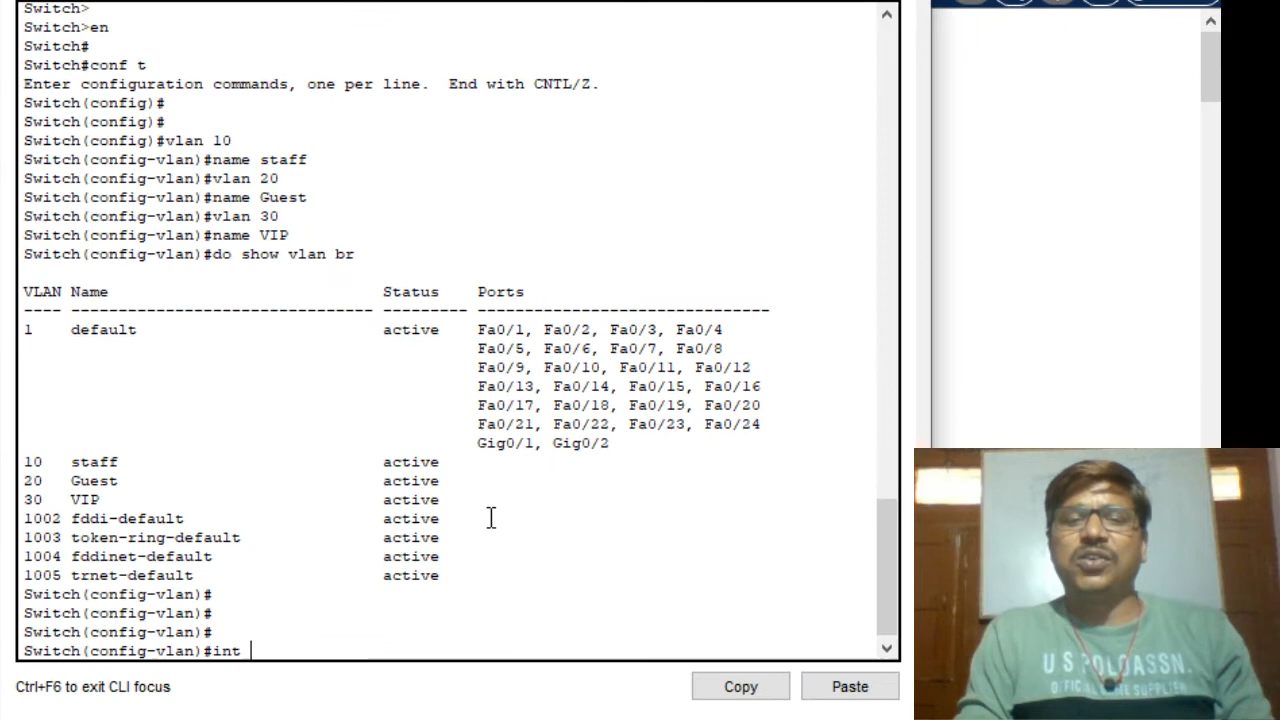 Switch>
Switch>en
Switch#
Switch#conf t
Enter configuration commands, one per line.  End with CNTL/Z.
Switch(config)#
Switch(config)#
Switch(config)#vlan 10
Switch(config-vlan)#name staff
Switch(config-vlan)#vlan 20
Switch(config-vlan)#name Guest
Switch(config-vlan)#vlan 30
Switch(config-vlan)#name VIP
Switch(config-vlan)#do show vlan br
VLAN Name                             Status    Ports
---- -------------------------------- --------- -------------------------------
1    default                          active    Fa0/1, Fa0/2, Fa0/3, Fa0/4
Fa0/5, Fa0/6, Fa0/7, Fa0/8
Fa0/9, Fa0/10, Fa0/11, Fa0/12
Fa0/13, Fa0/14, Fa0/15, Fa0/16
Fa0/17, Fa0/18, Fa0/19, Fa0/20
Fa0/21, Fa0/22, Fa0/23, Fa0/24
Gig0/1, Gig0/2
10   staff                            active
20   Guest                            active
30   VIP                              active
1002 fddi-default                     active
1003 token-ring-default               active
1004 fddinet-default                  active
1005 trnet-default                    active
Switch(config-vlan)#
Switch(config-vlan)#
Switch(config-vlan)#
Switch(config-vlan)#int
Ctrl+F6 to exit CLI focus
Copy
Paste
U S POLO ASSN.